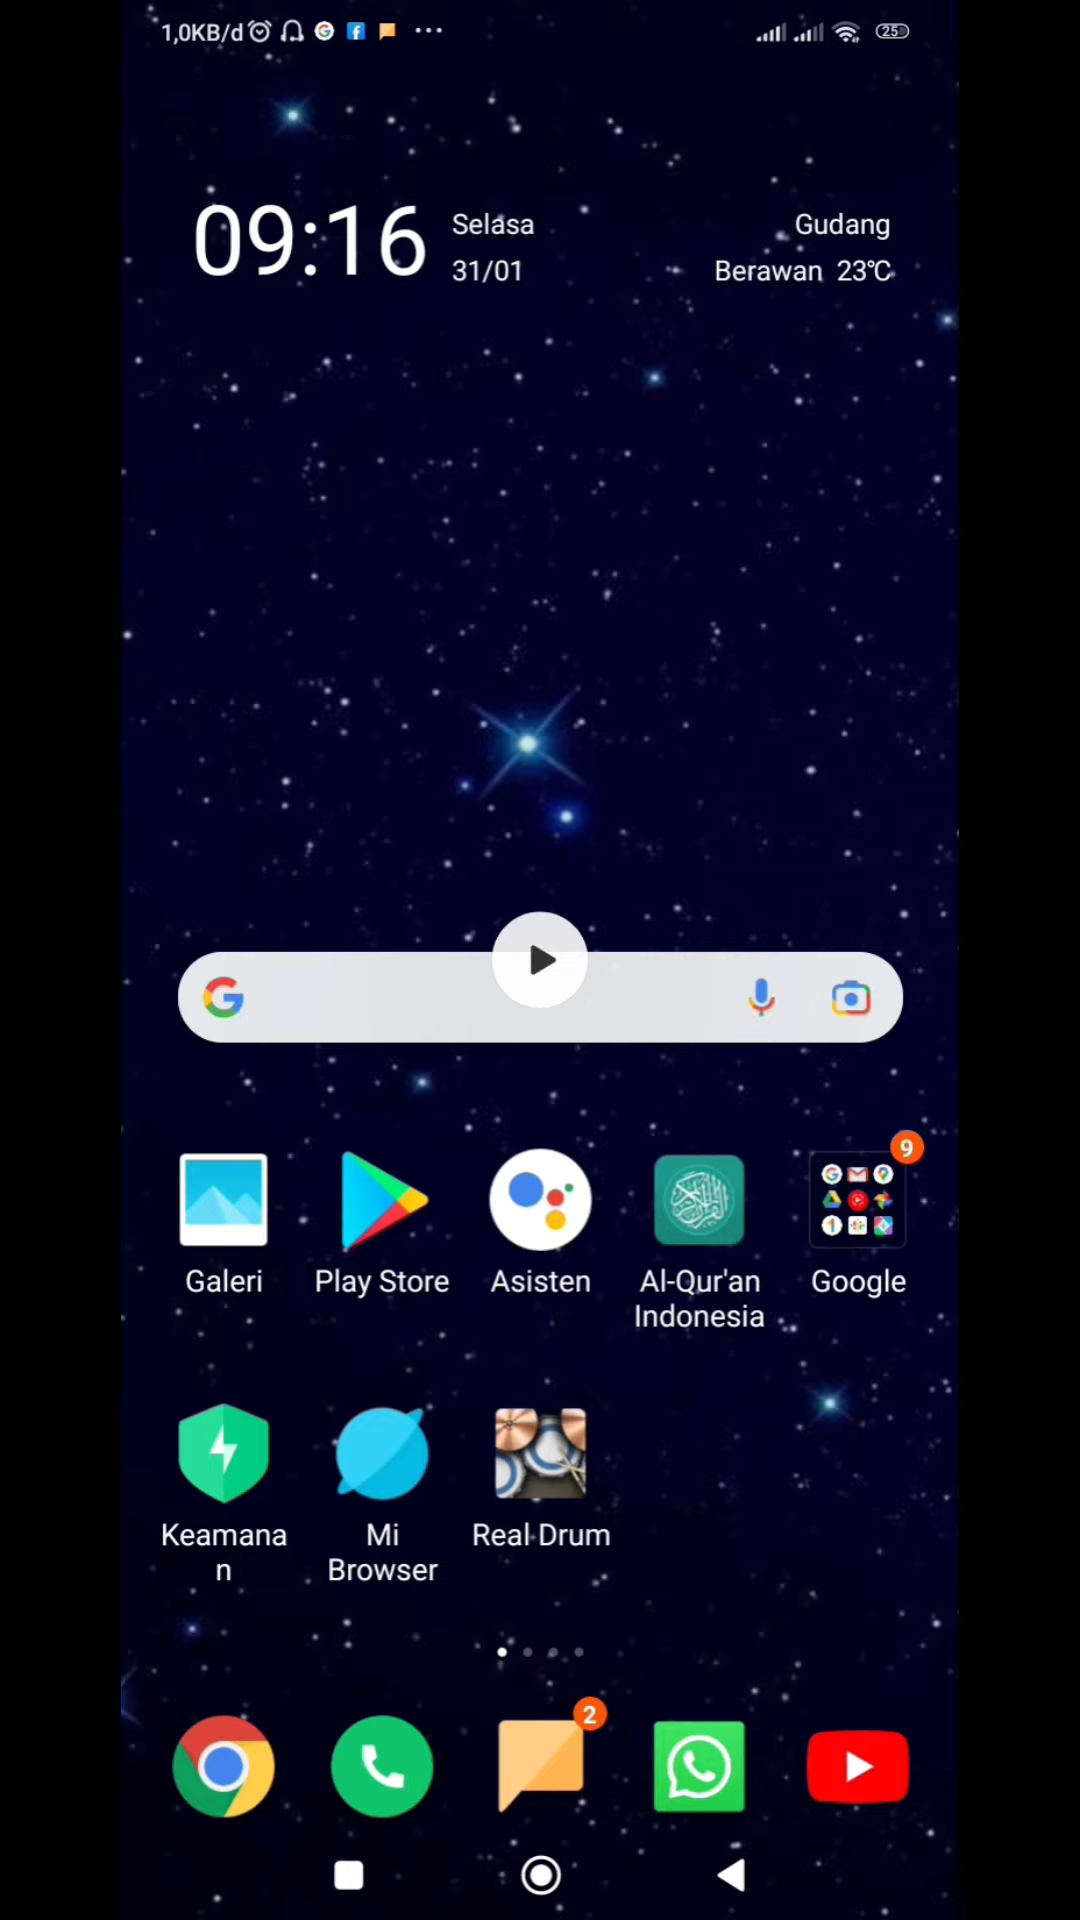 1,0KB/d
25
09:16
Selasa
31/01
Gudang
Berawan 23°C
Galeri
Play Store
Asisten
Al-Qur'an
Indonesia
9
Google
Keamana
n
Mi
Browser
Real Drum
2